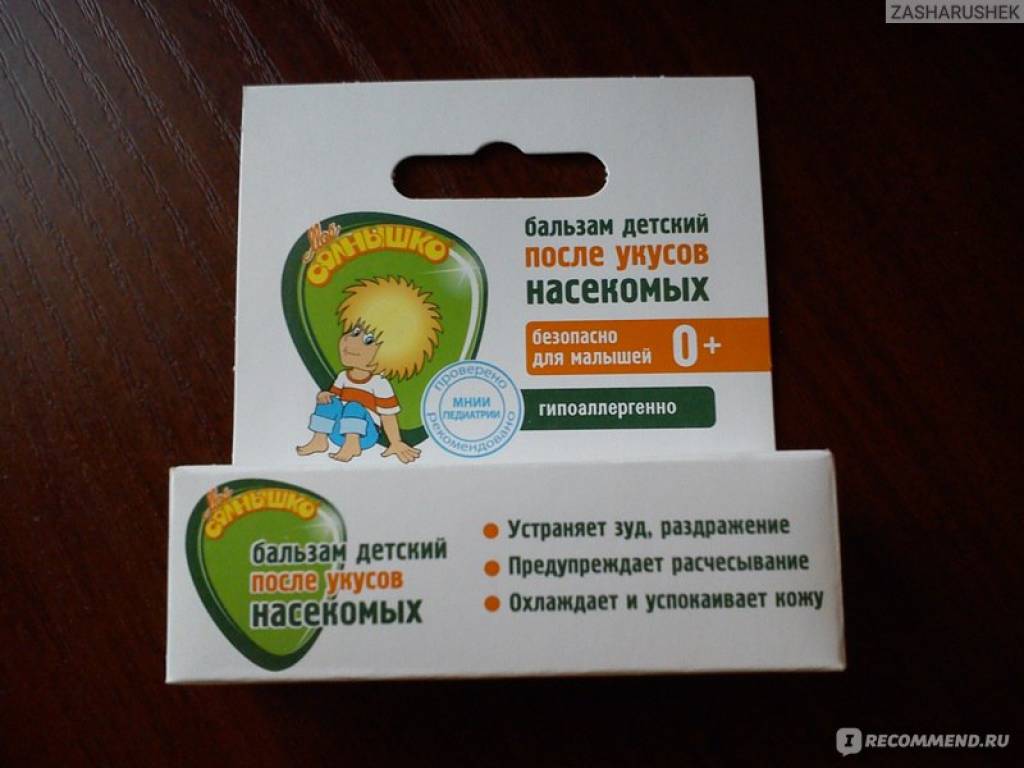 ZASHARUSHEK
Моё
СОЛНЫШКО
бальзам детский
после укусов
насекомых
безопасно
для малышей
0+
гипоаллергенно
проверено
МНИИ
ПЕДИАТРИИ
рекомендовано
Моё
СОЛНЫШКО
бальзам детский
после укусов
насекомых
Устраняет зуд, раздражение
Предупреждает расчесывание
Охлаждает и успокаивает кожу
IRECOMMEND.RU